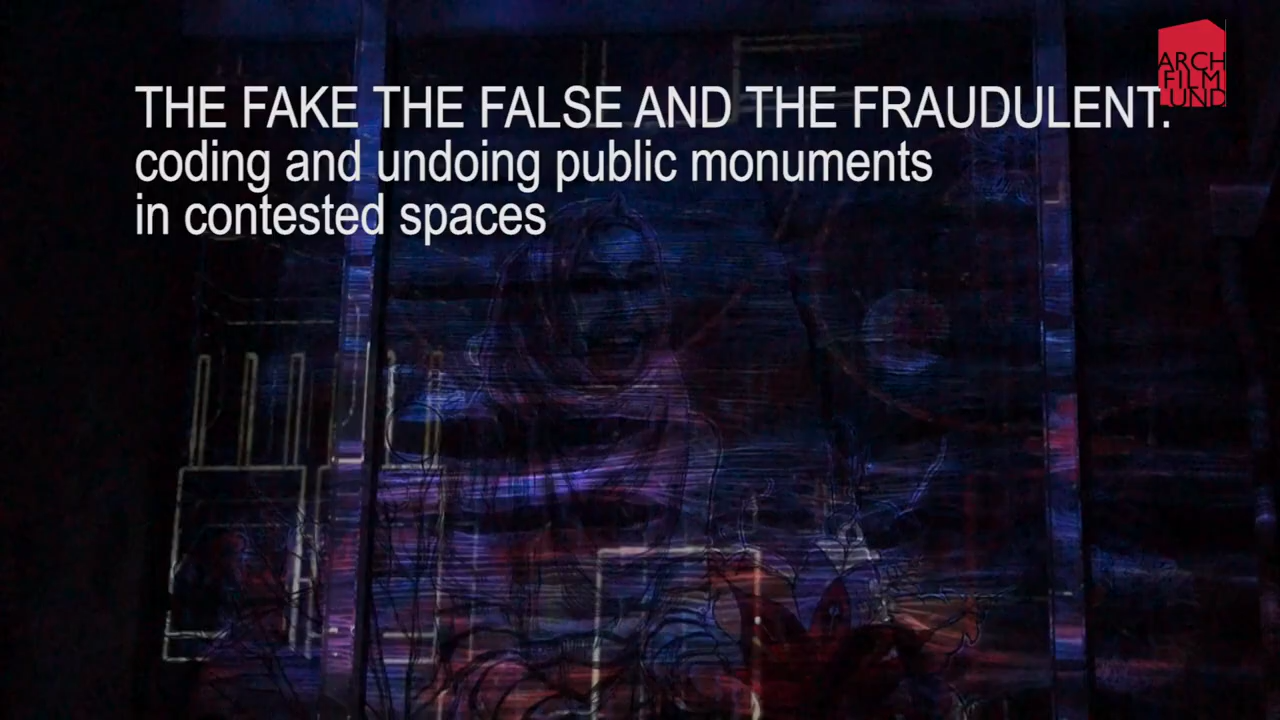 THE FAKE THE FALSE AND THE FRAUDULENT.
coding and undoing public monuments
in contested spaces
ARCH
FILM
LUND